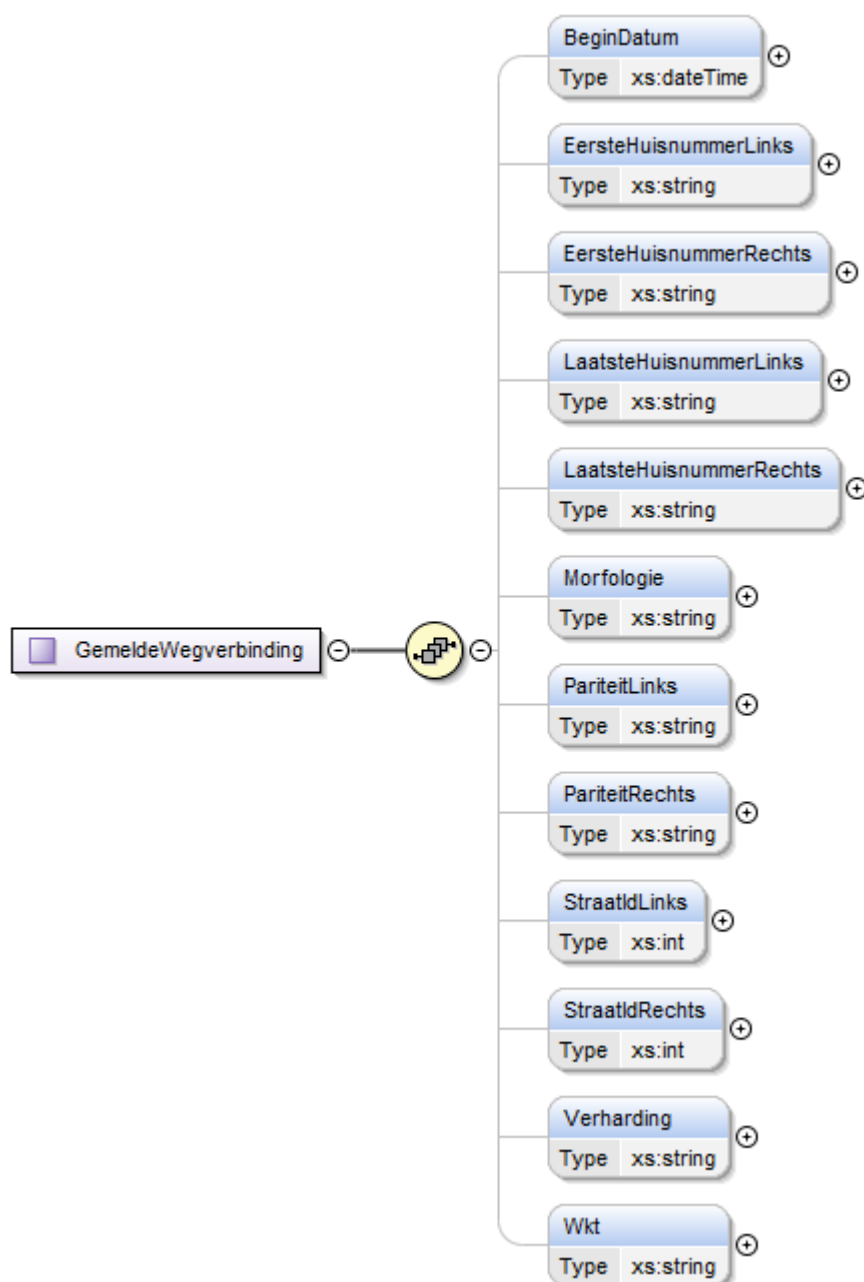 BeginDatum
Type xs:dateTime
EersteHuisnummerLinks
Type xs:string
EersteHuisnummerRechts
Type xs:string
LaatsteHuisnummerLinks
Type xs:string
LaatsteHuisnummerRechts
Type xs:string
Morfologie
Type xs:string
GemeldeWegverbinding
PariteitLinks
Type xs:string
PariteitRechts
Type xs:string
StraatIdLinks
Type xs:int
StraatIdRechts
Type xs:int
Verharding
Type xs:string
Wkt
Type xs:string